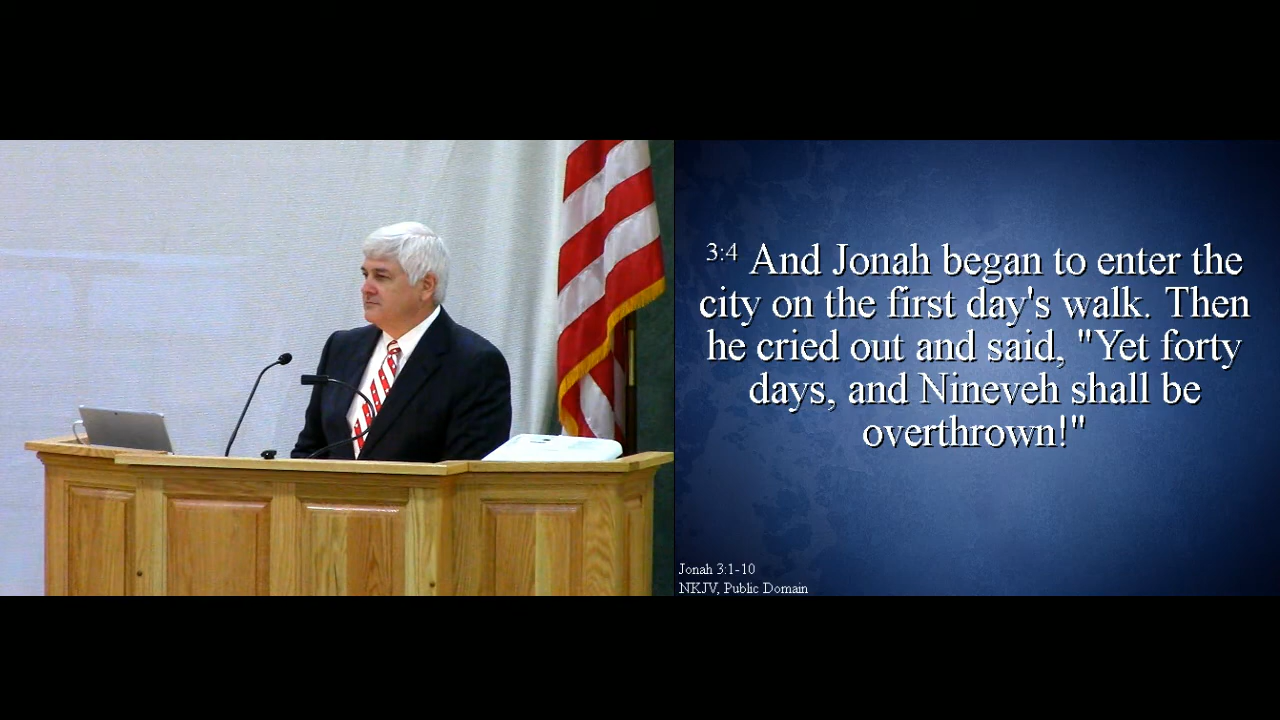 3:4 And Jonah began to enter the
city on the first day's walk. Then
he cried out and said, "Yet forty
days, and Nineveh shall be
overthrown!"
Jonah 3:1-10
NKJV, Public Domain